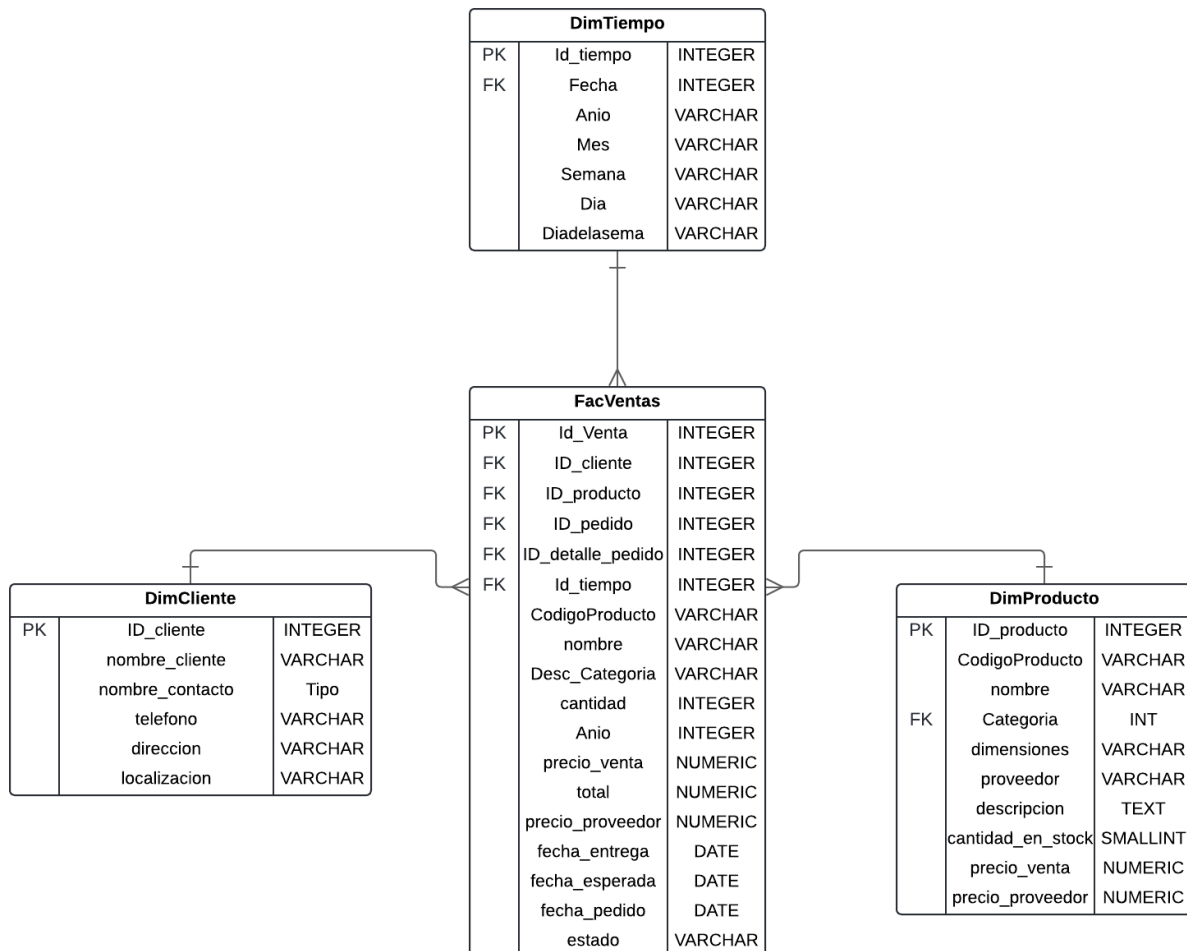 DimTiempo
PK Id_tiempo INTEGER
FK Fecha INTEGER
Anio VARCHAR
Mes VARCHAR
Semana VARCHAR
Dia VARCHAR
Diadelasema VARCHAR
FacVentas
PK Id_Venta INTEGER
FK ID_cliente INTEGER
FK ID_producto INTEGER
FK ID_pedido INTEGER
FK ID_detalle_pedido INTEGER
FK Id_tiempo INTEGER
CodigoProducto VARCHAR
nombre VARCHAR
Desc_Categoria VARCHAR
cantidad INTEGER
Anio INTEGER
precio_venta NUMERIC
total NUMERIC
precio_proveedor NUMERIC
fecha_entrega DATE
fecha_esperada DATE
fecha_pedido DATE
estado VARCHAR
DimCliente
PK ID_cliente INTEGER
nombre_cliente VARCHAR
nombre_contacto Tipo
telefono VARCHAR
direccion VARCHAR
localizacion VARCHAR
DimProducto
PK ID_producto INTEGER
CodigoProducto VARCHAR
nombre VARCHAR
FK Categoria INT
dimensiones VARCHAR
proveedor VARCHAR
descripcion TEXT
cantidad_en_stock SMALLINT
precio_venta NUMERIC
precio_proveedor NUMERIC